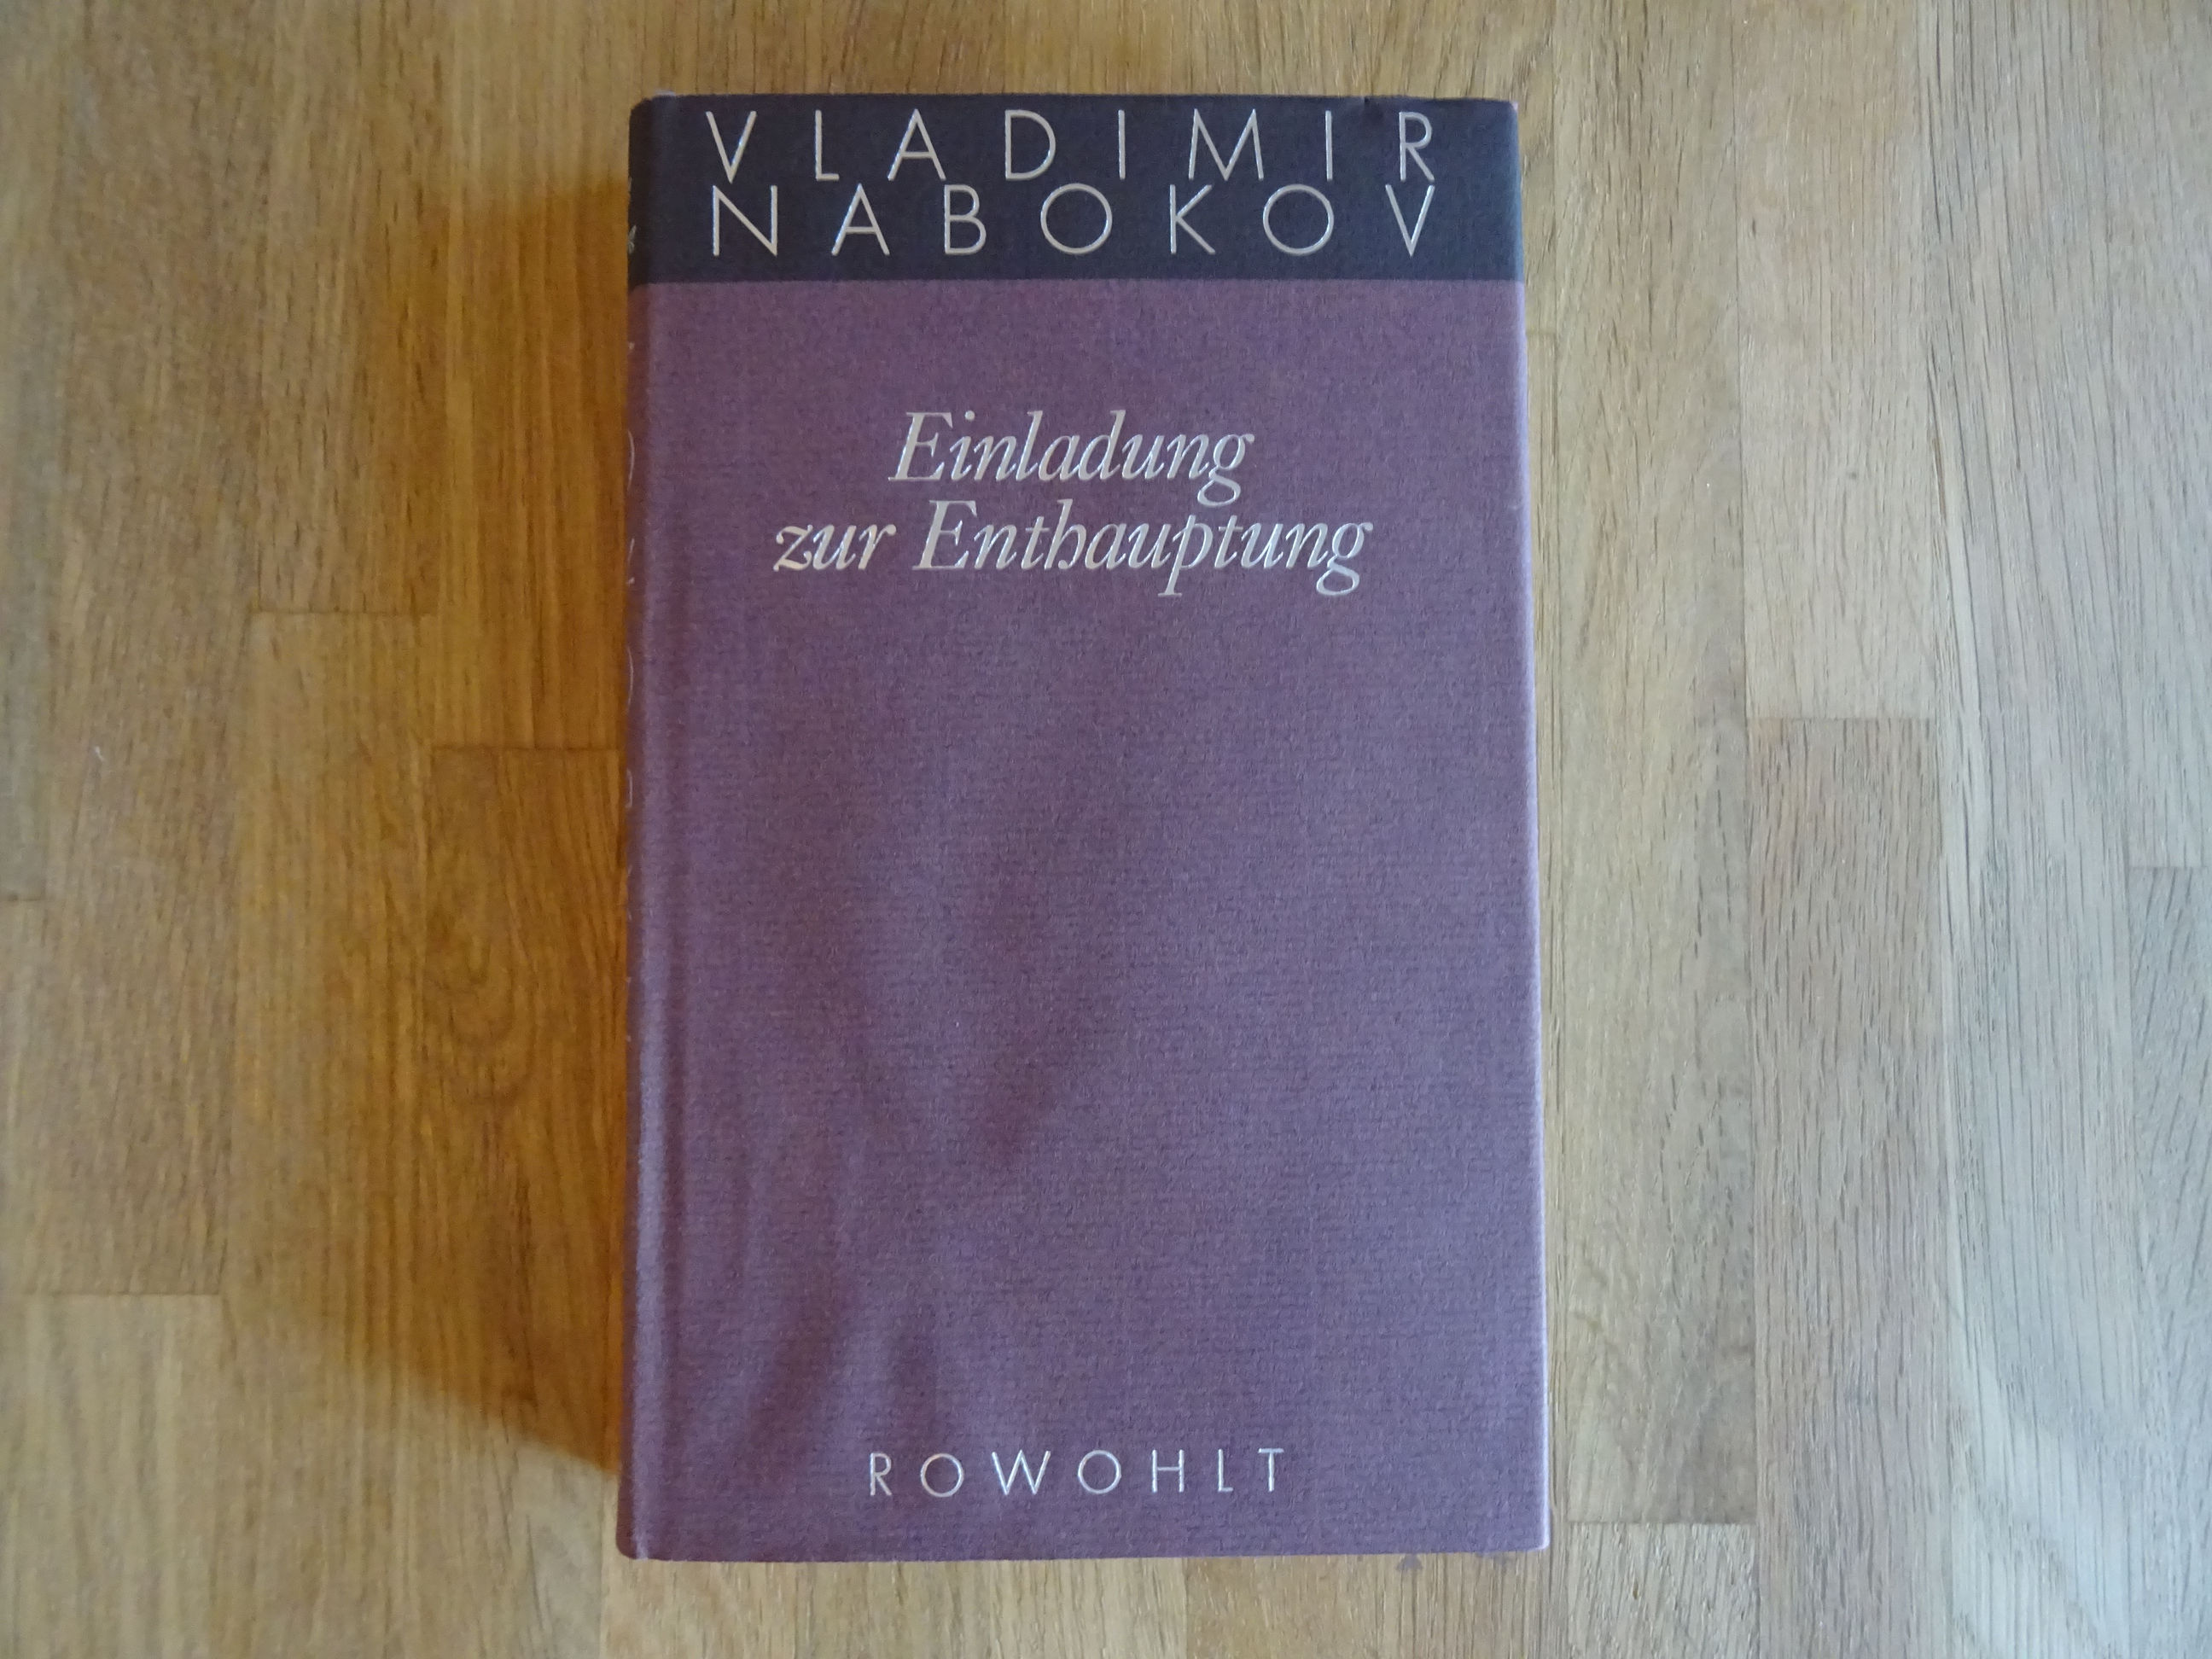 VLADIMIR
NABOKOV
Einladung
zur Enthauptung
ROWOHLT